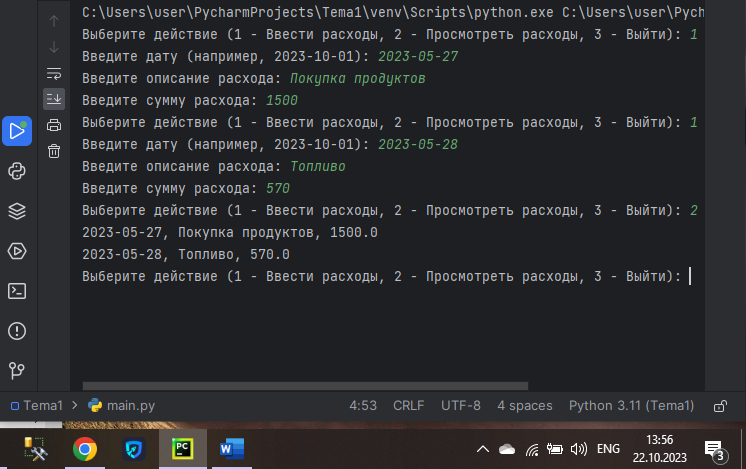 C:\Users\user\PycharmProjects\Tema1\venv\Scripts\python.exe C:\Users\user\Pych
Выберите действие (1 - Ввести расходы, 2 - Просмотреть расходы, 3 - Выйти): 1
Введите дату (например, 2023-10-01): 2023-05-27
Введите описание расхода: Покупка продуктов
Введите сумму расхода: 1500
Выберите действие (1 - Ввести расходы, 2 - Просмотреть расходы, 3 - Выйти): 1
Введите дату (например, 2023-10-01): 2023-05-28
Введите описание расхода: Топливо
Введите сумму расхода: 570
Выберите действие (1 - Ввести расходы, 2 - Просмотреть расходы, 3 - Выйти): 2
2023-05-27, Покупка продуктов, 1500.0
2023-05-28, Топливо, 570.0
Выберите действие (1 - Ввести расходы, 2 - Просмотреть расходы, 3 - Выйти):
Tema1 > main.py 4:53 CRLF UTF-8 4 spaces Python 3.11 (Tema1)
PC W ENG 13:56 3
22.10.2023